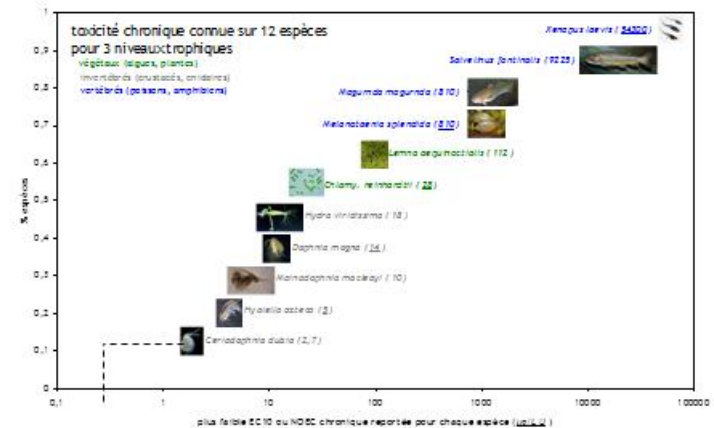 toxicité chronique connue sur 12 espèces
pour 3 niveaux trophiques
végétaux (algues, plantes)
invertébrés (crustacés, cnidaires)
vertébrés (poissons, amphibiens)
Xenopus laevis (54300)
Salvelinus fontinalis (9225)
Mogurnda mogurnda (810)
Melanotaenia splendida (810)
Lemna aequinoctialis (112)
Chlamy. reinhardtii (28)
Hydra viridissima (18)
Daphnia magna (14)
Moinodaphnia macleayi (10)
Hyalella azteca (5)
Ceriodaphnia dubia (2,7)
% espèces
1
0,9
0,8
0,7
0,6
0,5
0,4
0,3
0,2
0,1
0
0,1
1
10
100
1000
10000
100000
plus faible EC10 ou NOEC chronique reportée pour chaque espèce (µg/L U)